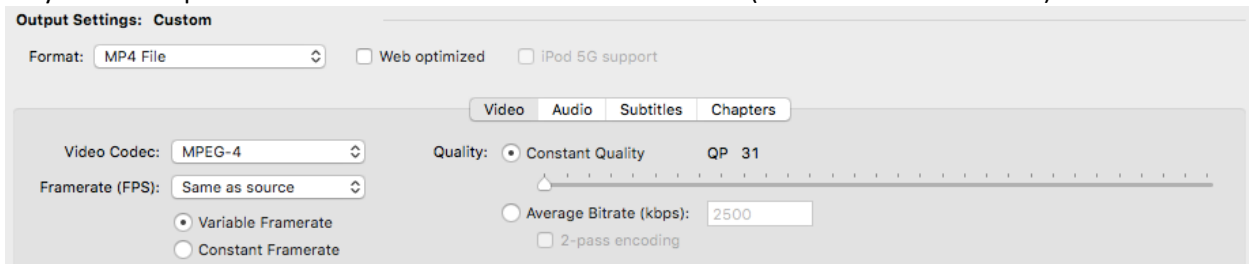 Output Settings: Custom
Format: MP4 File Web optimized iPod 5G support
Video Audio Subtitles Chapters
Video Codec: MPEG-4 Quality: Constant Quality QP 31
Framerate (FPS): Same as source
Variable Framerate Average Bitrate (kbps): 2500
Constant Framerate 2-pass encoding